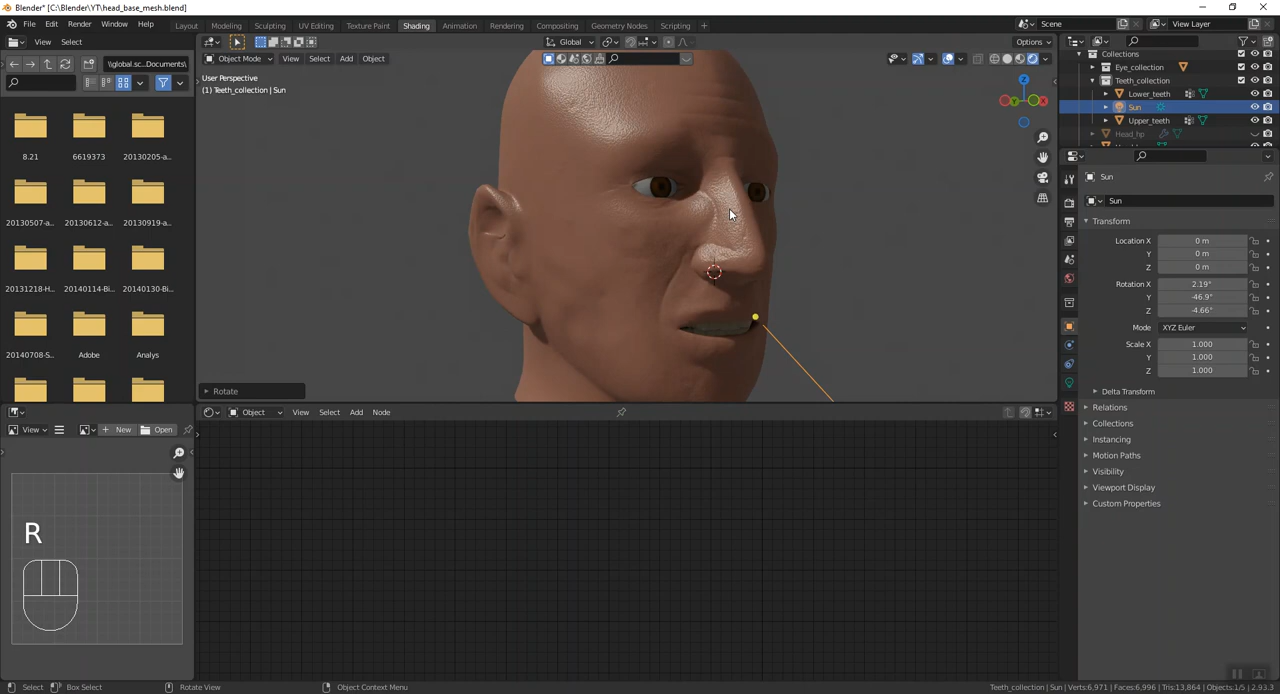 Blender* [C:\Blender\YT\head_base_mesh.blend]
File Edit Render Window Help Layout Modeling Sculpting UV Editing Texture Paint Shading Animation Rendering Compositing Geometry Nodes Scripting + Scene View Layer
View Select Global Options
\\global.sc...Documents\ Object Mode View Select Add Object Collections
Eye_collection
User Perspective Teeth_collection
(1) Teeth_collection | Sun Lower_teeth
Sun
Upper_teeth
Head_hp
8.21 6619373 20130205-a...
Sun
Sun
Transform
20130507-a... 20130612-a... 20130919-a...
Location X 0 m
Y 0 m
Z 0 m
Rotation X 2.19°
20131218-H... 20140114-Bi... 20140130-Bi...
Y -46.9°
Z -4.66°
Mode XYZ Euler
Scale X 1.000
20140708-S... Adobe Analys
Y 1.000
Z 1.000
Rotate Delta Transform
Relations
View Select Add Node Object
Collections
View New Open
Instancing
Motion Paths
Visibility
Viewport Display
Custom Properties
R
Select Box Select Rotate View Object Context Menu Teeth_collection | Sun | Verts:6,971 | Faces:6,996 | Tris:13,864 | Objects:1/5 | 2.93.3